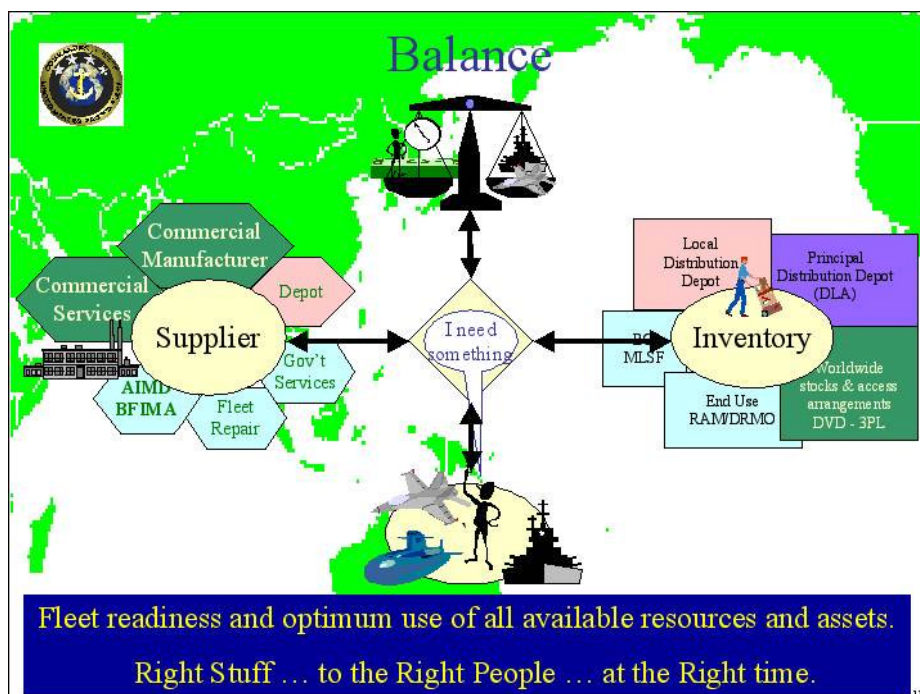 Balance
Commercial
Manufacturer
Commercial
Services
Depot
Supplier
Gov't
Services
AIMD
BFIMA
Fleet
Repair
I need
something
Local
Distribution
Depot
Principal
Distribution Depot
(DLA)
Inventory
MLSF
Worldwide
stocks & access
arrangements
DVD - 3PL
End Use
RAM/DRMO
Fleet readiness and optimum use of all available resources and assets.
Right Stuff … to the Right People … at the Right time.